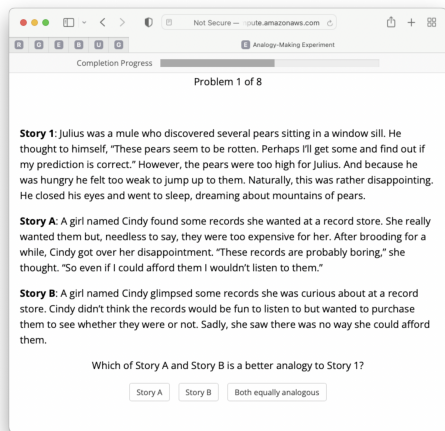 Not Secure — pute.amazonaws.com
R O E B U Q E Analogy-Making Experiment
Completion Progress
Problem 1 of 8
Story 1: Julius was a mule who discovered several pears sitting in a window sill. He
thought to himself, “These pears seem to be rotten. Perhaps I’ll get some and find out if
my prediction is correct.” However, the pears were too high for Julius. And because he
was hungry he felt too weak to jump up to them. Naturally, this was rather disappointing.
He closed his eyes and went to sleep, dreaming about mountains of pears.
Story A: A girl named Cindy found some records she wanted at a record store. She really
wanted them but, needless to say, they were too expensive for her. After brooding for a
while, Cindy got over her disappointment. “These records are probably boring,” she
thought. “So even if I could afford them I wouldn’t listen to them.”
Story B: A girl named Cindy glimpsed some records she was curious about at a record
store. Cindy didn’t think the records would be fun to listen to but wanted to purchase
them to see whether they were or not. Sadly, she saw there was no way she could afford
them.
Which of Story A and Story B is a better analogy to Story 1?
Story A Story B Both equally analogous